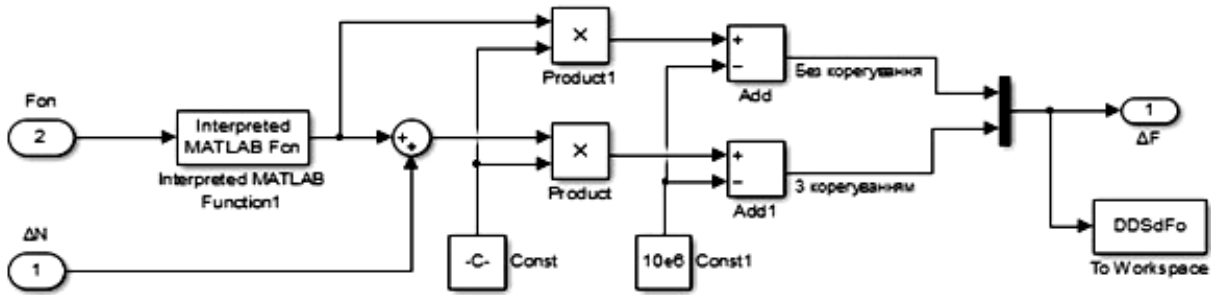 ×
Product1
+
−
Add
Без корегування
Fоп
2
Interpreted
MATLAB Fcn
Interpreted MATLAB
Function1
+
+
×
Product
+
−
Add1
З корегуванням
1
ΔF
ΔN
1
-C-
Const
10e6
Const1
DDSdFo
To Workspace